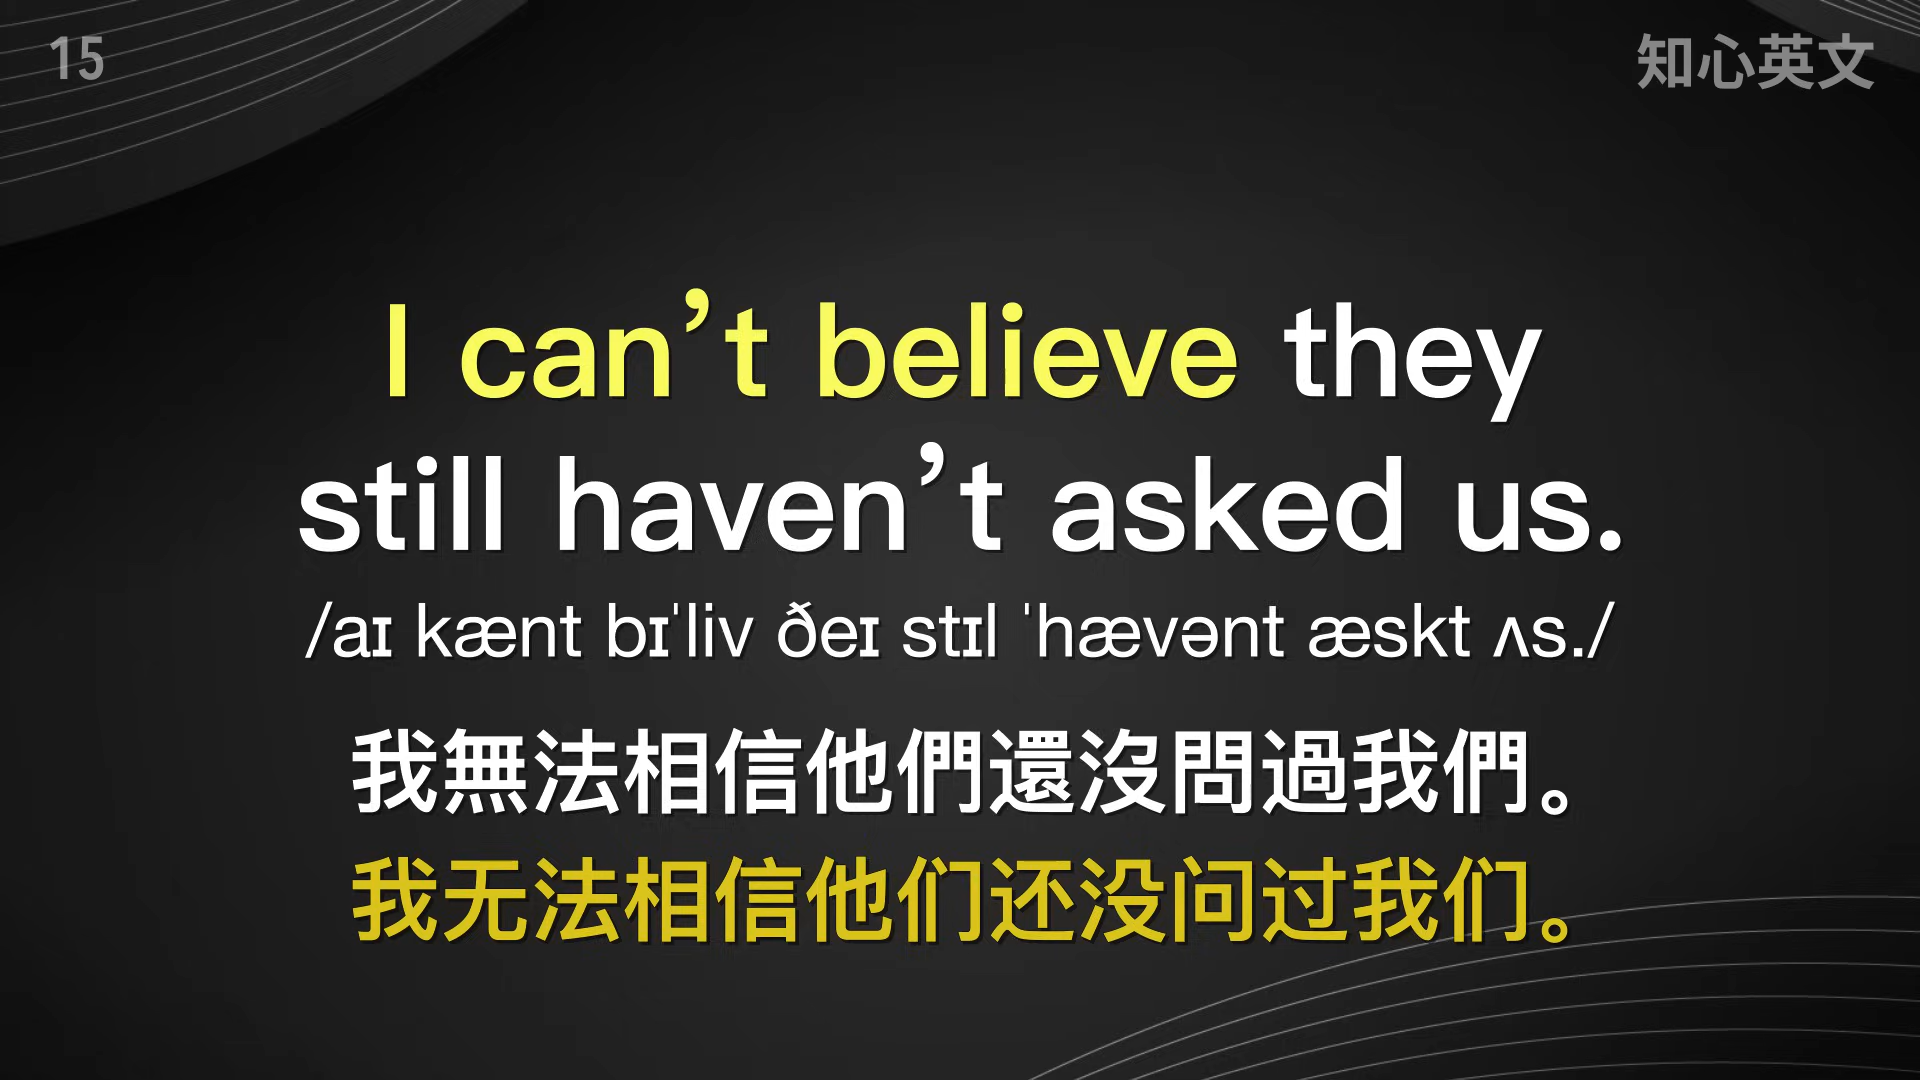 15
知心英文
I can’t believe they
still haven’t asked us.
/aɪ kænt bɪˈliv ðeɪ stɪl ˈhævənt æskt ʌs./
我無法相信他們還沒問過我們。
我无法相信他们还没问过我们。